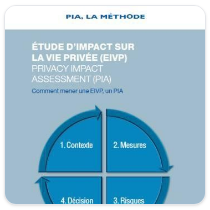 PIA, LA MÉTHODE
ÉTUDE D'IMPACT SUR
LA VIE PRIVÉE (EIVP)
PRIVACY IMPACT
ASSESSMENT (PIA)
Comment mener une EIVP, un PIA
1. Contexte
2. Mesures
4. Décision
3. Risques